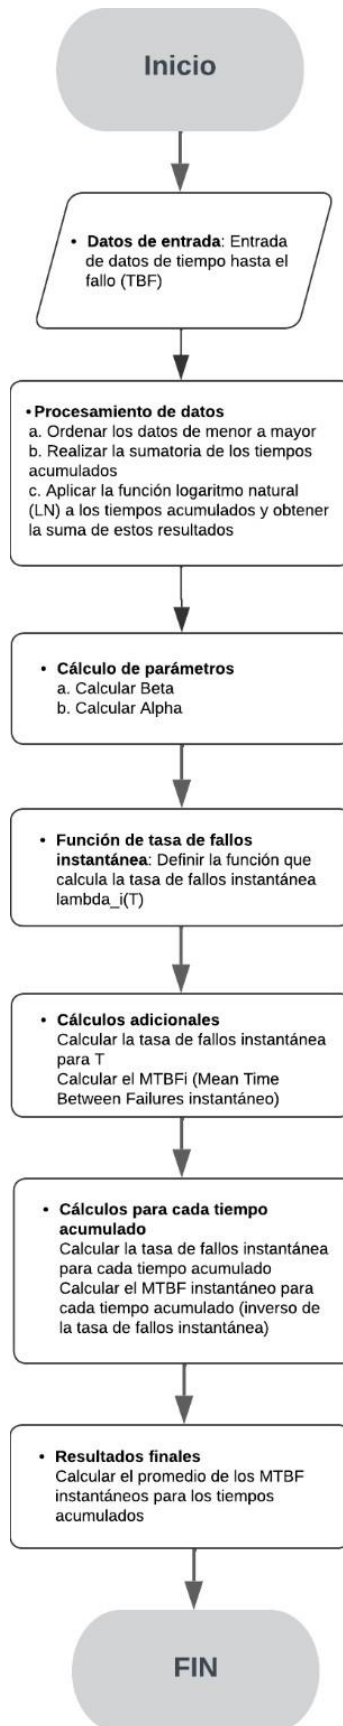 Inicio
• Datos de entrada: Entrada
de datos de tiempo hasta el
fallo (TBF)
• Procesamiento de datos
a. Ordenar los datos de menor a mayor
b. Realizar la sumatoria de los tiempos
acumulados
c. Aplicar la función logaritmo natural
(LN) a los tiempos acumulados y obtener
la suma de estos resultados
• Cálculo de parámetros
a. Calcular Beta
b. Calcular Alpha
• Función de tasa de fallos
instantánea: Definir la función que
calcula la tasa de fallos instantánea
lambda_i(T)
• Cálculos adicionales
Calcular la tasa de fallos instantánea
para T
Calcular el MTBFi (Mean Time
Between Failures instantáneo)
• Cálculos para cada tiempo
acumulado
Calcular la tasa de fallos instantánea
para cada tiempo acumulado
Calcular el MTBF instantáneo para
cada tiempo acumulado (inverso de
la tasa de fallos instantánea)
• Resultados finales
Calcular el promedio de los MTBF
instantáneos para los tiempos
acumulados
FIN